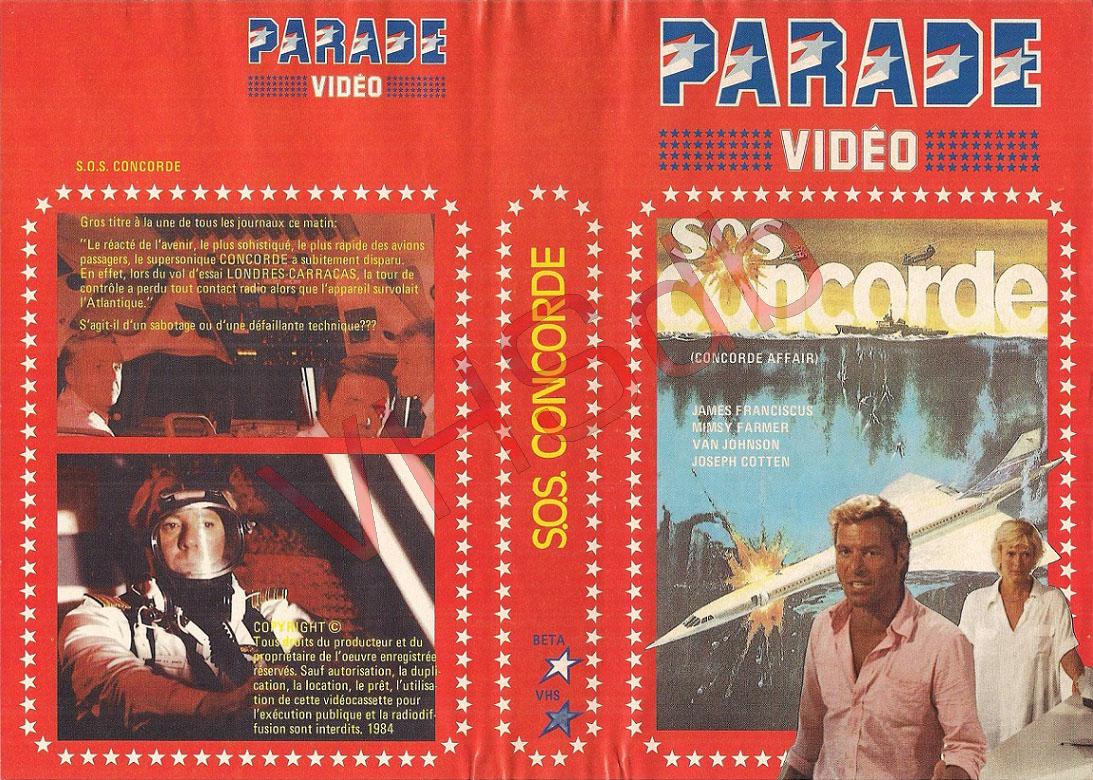 PARADE
VIDÉO
S.O.S. CONCORDE
Gros titre à la une de tous les journaux ce matin:
"Le réacté de l'avenir, le plus sohistiqué, le plus rapide des avions
passagers, le supersonique CONCORDE a subitement disparu.
En effet, lors du vol d'essai LONDRES-CARRACAS, la tour de
contrôle a perdu tout contact radio alors que l'appareil survolait
l'Atlantique."
S'agit-il d'un sabotage ou d'une défaillante technique???
COPYRIGHT ©
Tous droits du producteur et du
propriétaire de l'oeuvre enregistrée
réservés. Sauf autorisation, la dupli-
cation, la location, le prêt, l'utilisa-
tion de cette vidéocassette pour
l'exécution publique et la radiodif-
fusion sont interdits. 1984
S.O.S. CONCORDE
BETA
VHS
PARADE
VIDÉO
sos
concorde
(CONCORDE AFFAIR)
JAMES FRANCISCUS
MIMSY FARMER
VAN JOHNSON
JOSEPH COTTEN